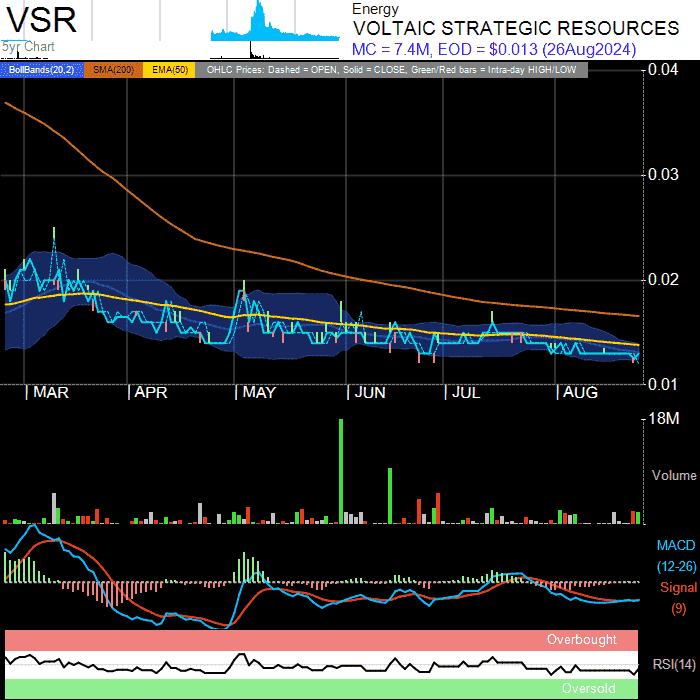 VSR
Energy
VOLTAIC STRATEGIC RESOURCES
5yr Chart
MC = 7.4M, EOD = $0.013 (26Aug2024)
BollBands(20,2) SMA(200) EMA(50) OHLC Prices: Dashed = OPEN, Solid = CLOSE, Green/Red bars = Intra-day HIGH/LOW
0.04
0.03
0.02
0.01
MAR APR MAY JUN JUL AUG
18M
Volume
MACD
(12-26)
Signal
(9)
Overbought
RSI(14)
Oversold